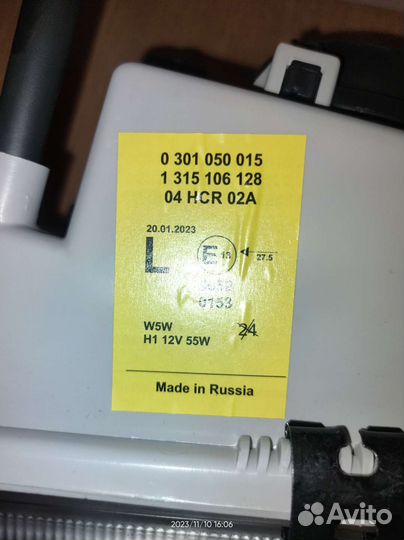 0 301 050 015
1 315 106 128
04 HCR 02A
20.01.2023
L E 27.5
0153
W5W 24
H1 12V 55W
Made in Russia
2023/11/10 16:06
Avito